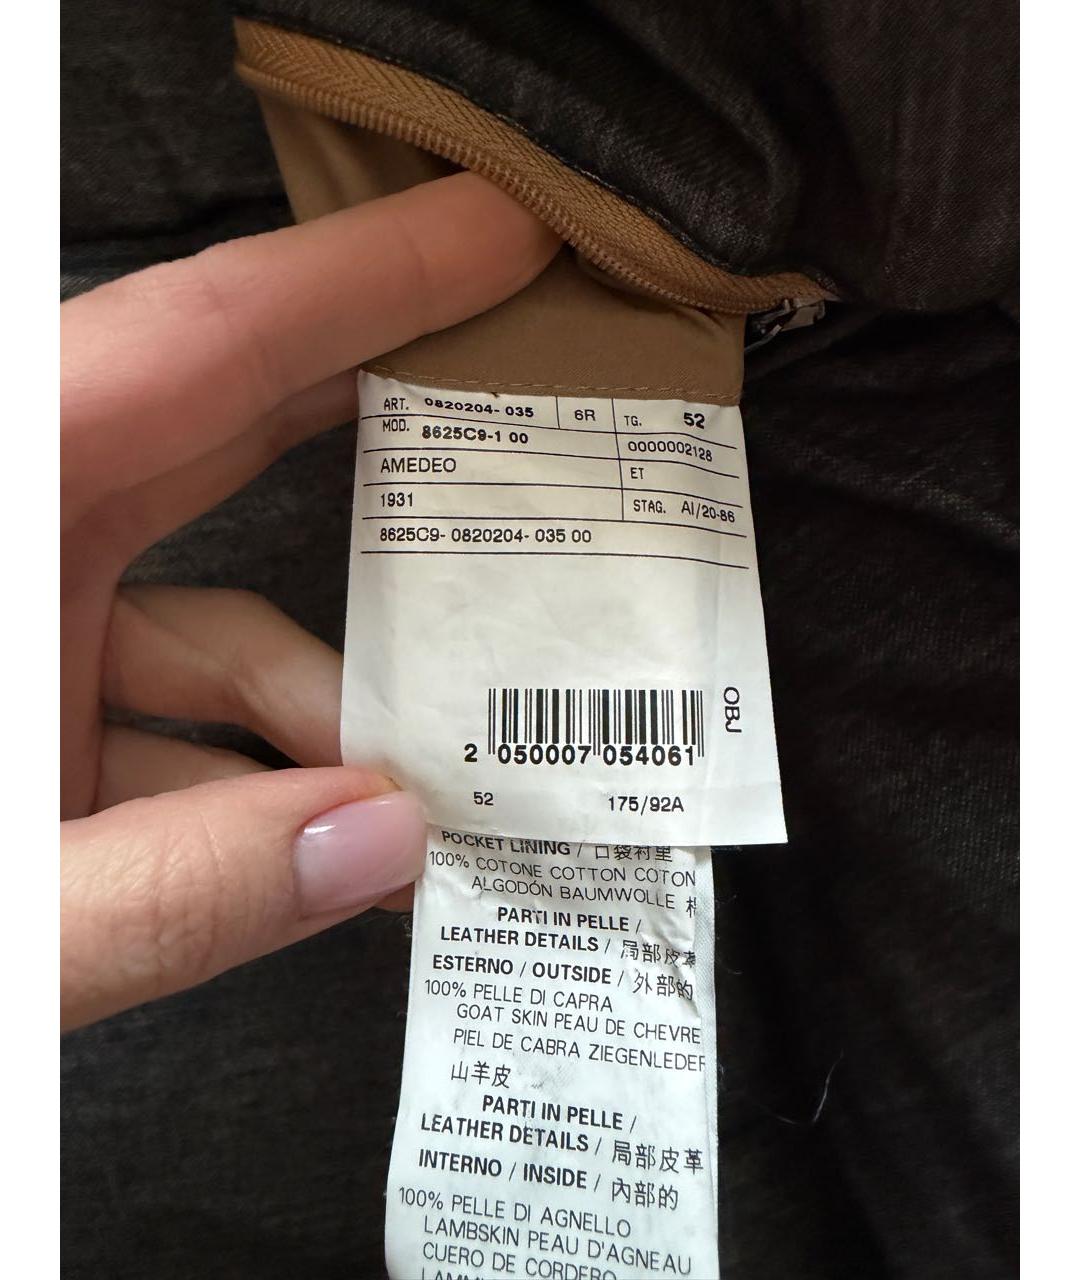 ART. 0820204- 035 6R TG. 52
MOD. 8625C9-1 00 0000002128
AMEDEO ET
1931 STAG. AI/20-86
8625C9- 0820204- 035 00
OBJ
2 050007 054061
52 175/92A
POCKET LINING / 口袋衬里
100% COTONE COTTON COTON
ALGODÓN BAUMWOLLE
PARTI IN PELLE /
LEATHER DETAILS / 局部皮革
ESTERNO / OUTSIDE / 外部的
100% PELLE DI CAPRA
GOAT SKIN PEAU DE CHEVRE
PIEL DE CABRA ZIEGENLEDER
山羊皮
PARTI IN PELLE /
LEATHER DETAILS / 局部皮革
INTERNO / INSIDE / 內部的
100% PELLE DI AGNELLO
LAMBSKIN PEAU D'AGNEAU
CUERO DE CORDERO